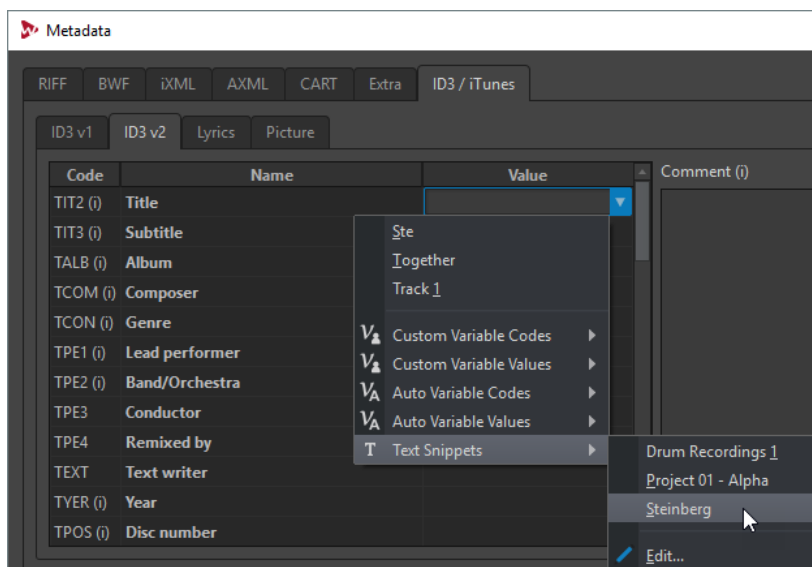 Metadata
RIFF BWF iXML AXML CART Extra ID3 / iTunes
ID3 v1 ID3 v2 Lyrics Picture
Code Name Value Comment (i)
TIT2 (i) Title
TIT3 (i) Subtitle
TALB (i) Album
TCOM (i) Composer
TCON (i) Genre
TPE1 (i) Lead performer
TPE2 (i) Band/Orchestra
TPE3 Conductor
TPE4 Remixed by
TEXT Text writer
TYER (i) Year
TPOS (i) Disc number
Ste
Together
Track 1
Custom Variable Codes
Custom Variable Values
Auto Variable Codes
Auto Variable Values
T Text Snippets
Drum Recordings 1
Project 01 - Alpha
Steinberg
Edit...